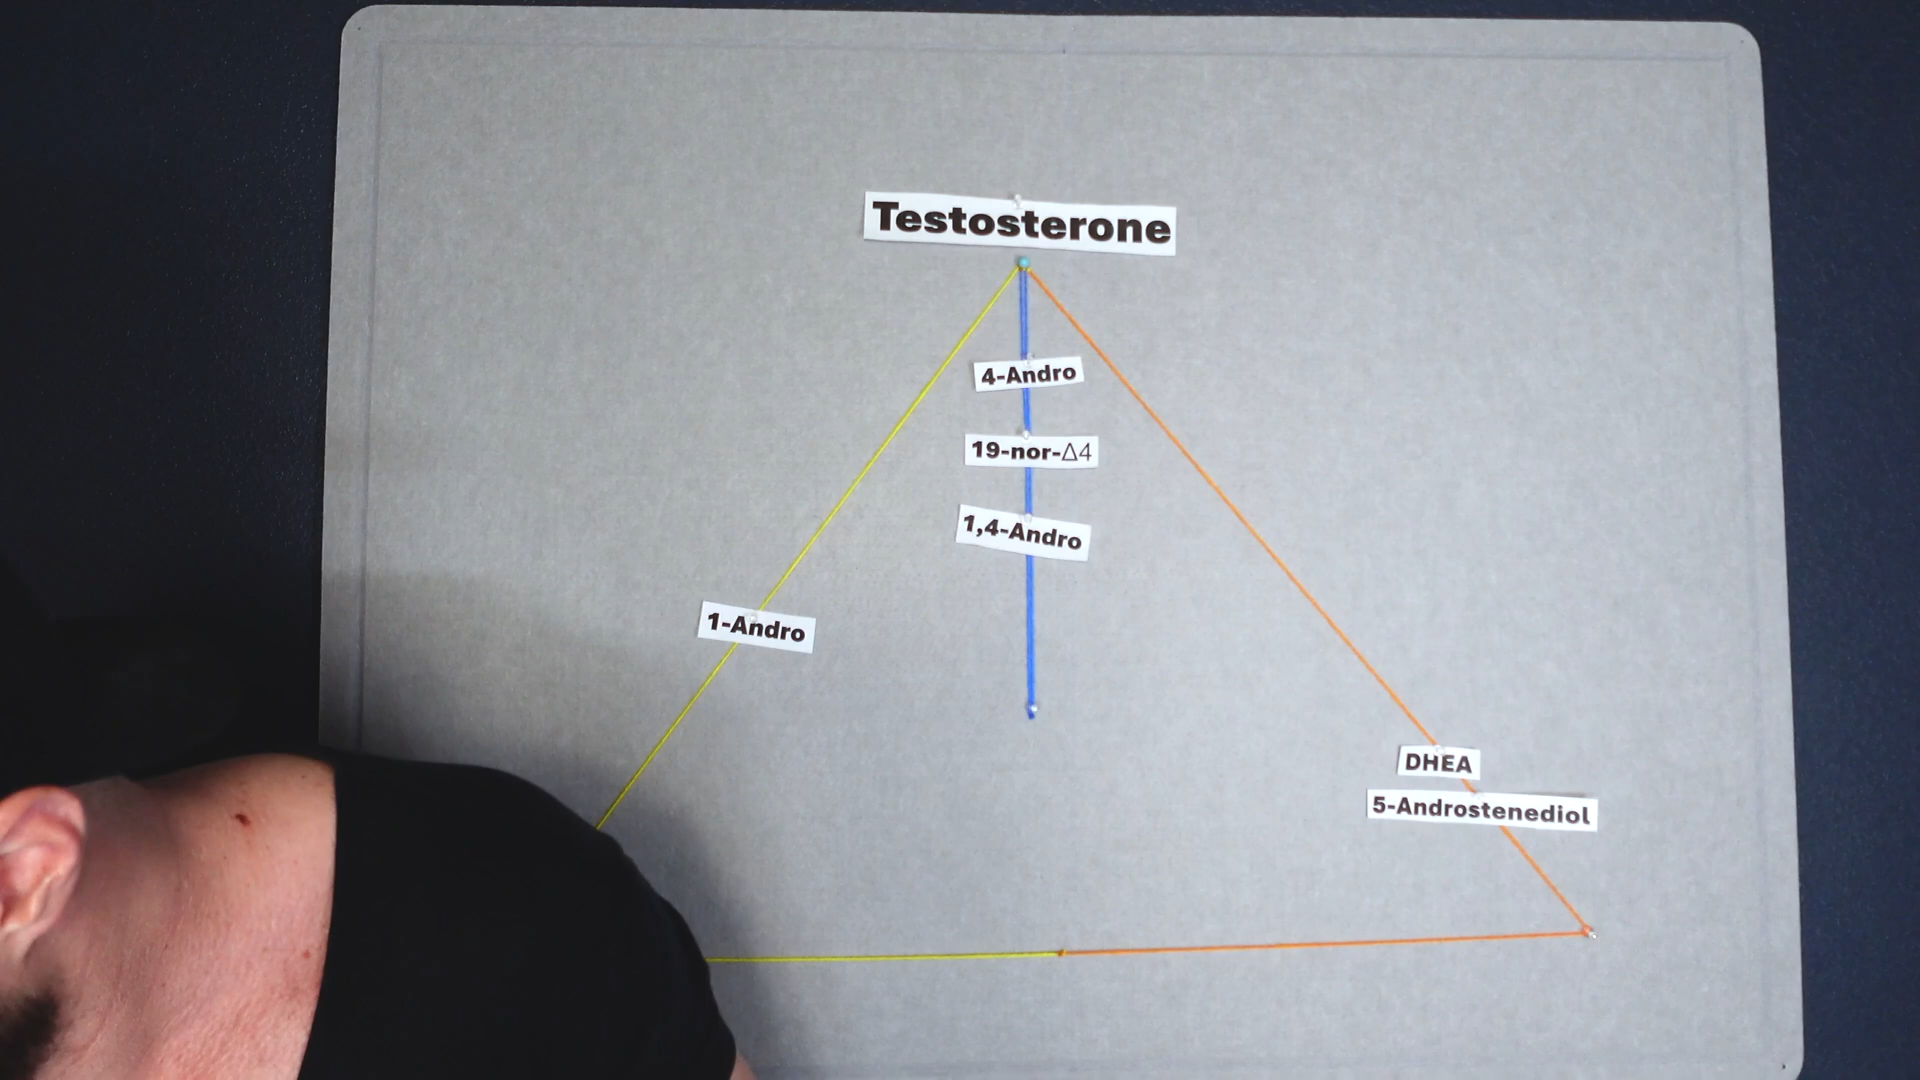 Testosterone
4-Andro
19-nor-Δ4
1,4-Andro
1-Andro
DHEA
5-Androstenediol